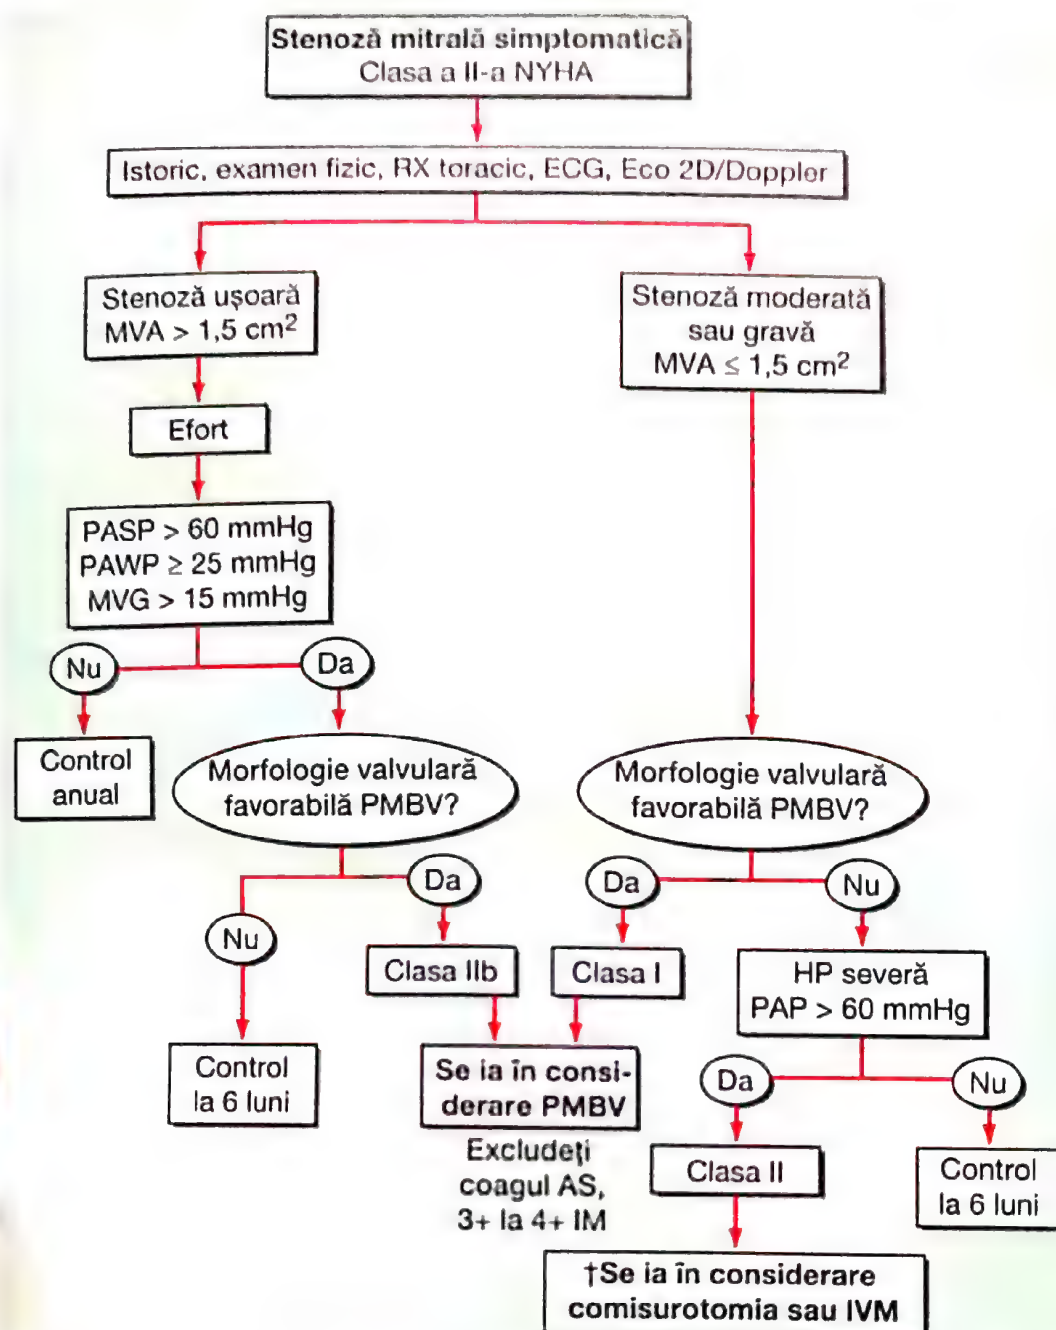 Stenoză mitrală simptomatică
Clasa a II-a NYHA
Istoric, examen fizic, RX toracic, ECG, Eco 2D/Doppler
Stenoză ușoară
MVA > 1,5 cm²
Stenoză moderată
sau gravă
MVA ≤ 1,5 cm²
Efort
PASP > 60 mmHg
PAWP ≥ 25 mmHg
MVG > 15 mmHg
Nu
Da
Control
anual
Morfologie valvulară
favorabilă PMBV?
Morfologie valvulară
favorabilă PMBV?
Nu
Da
Da
Nu
Clasa IIb
Clasa I
HP severă
PAP > 60 mmHg
Control
la 6 luni
Se ia în consi-
derare PMBV
Excludeți
coagul AS,
3+ la 4+ IM
Da
Nu
Clasa II
Control
la 6 luni
†Se ia în considerare
comisurotomia sau IVM